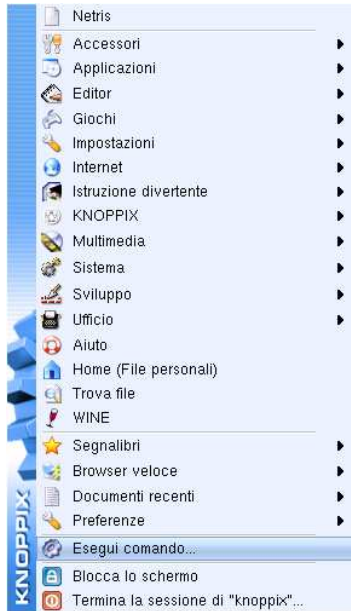 Netris
Accessori
Applicazioni
Editor
Giochi
Impostazioni
Internet
Istruzione divertente
KNOPPIX
Multimedia
Sistema
Sviluppo
Ufficio
Aiuto
Home (File personali)
Trova file
WINE
Segnalibri
Browser veloce
Documenti recenti
Preferenze
Esegui comando...
Blocca lo schermo
Termina la sessione di "knoppix"...
KNOPPIX